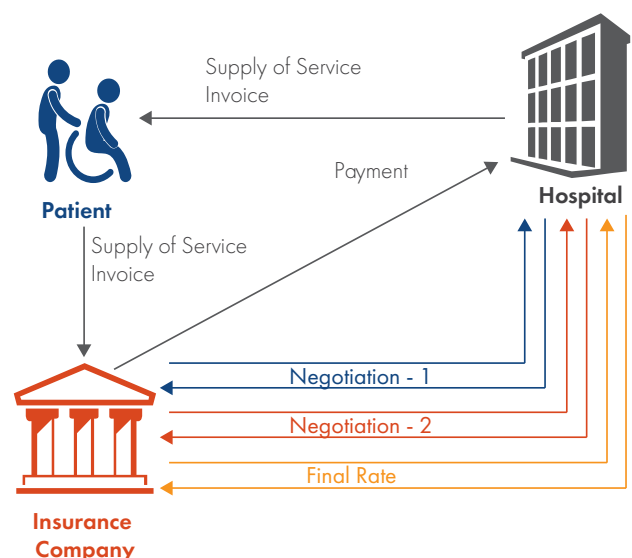 Supply of Service
Invoice
Payment
Hospital
Patient
Supply of Service
Invoice
Negotiation - 1
Negotiation - 2
Final Rate
Insurance
Company